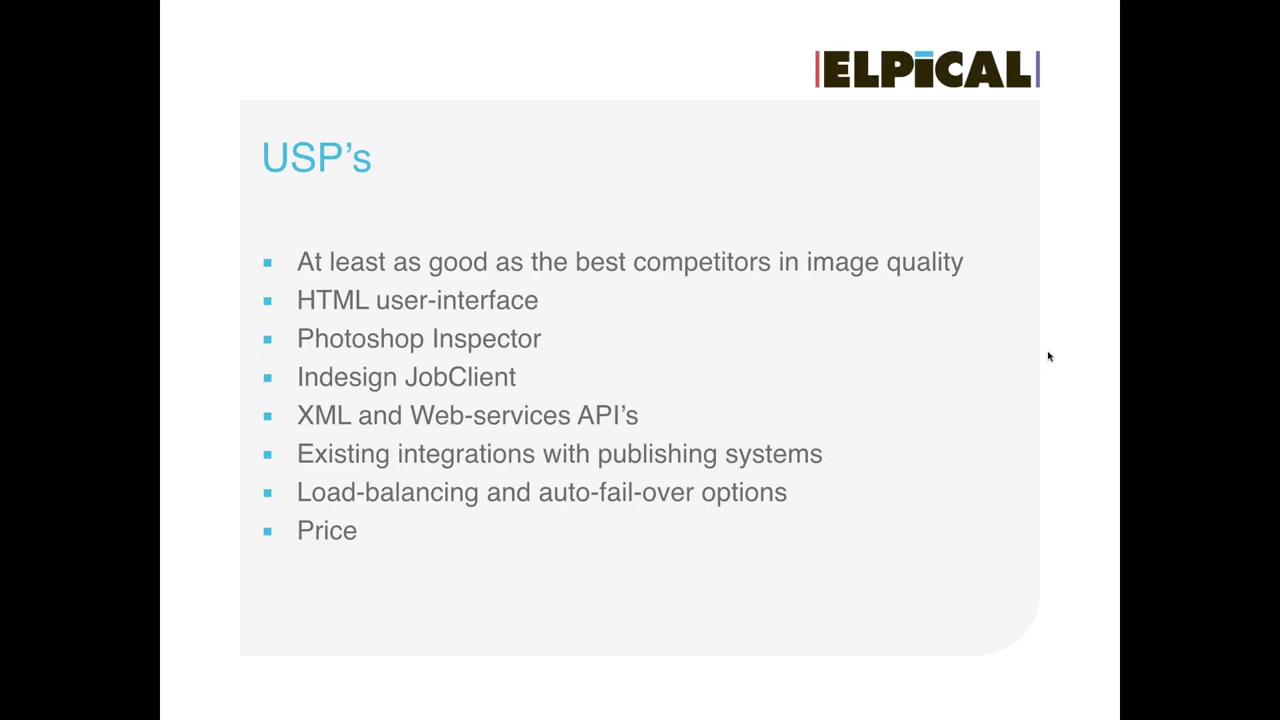 ELPiCAL
USP’s
At least as good as the best competitors in image quality
HTML user-interface
Photoshop Inspector
Indesign JobClient
XML and Web-services API’s
Existing integrations with publishing systems
Load-balancing and auto-fail-over options
Price